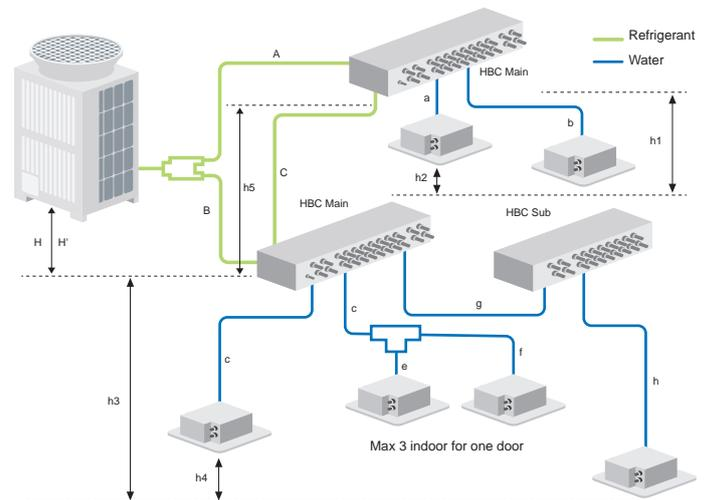 Refrigerant
Water
A
HBC Main
a
b
h1
h2
C
h5
B
HBC Main
HBC Sub
H H'
g
c
c
f
e
h
h3
Max 3 indoor for one door
h4